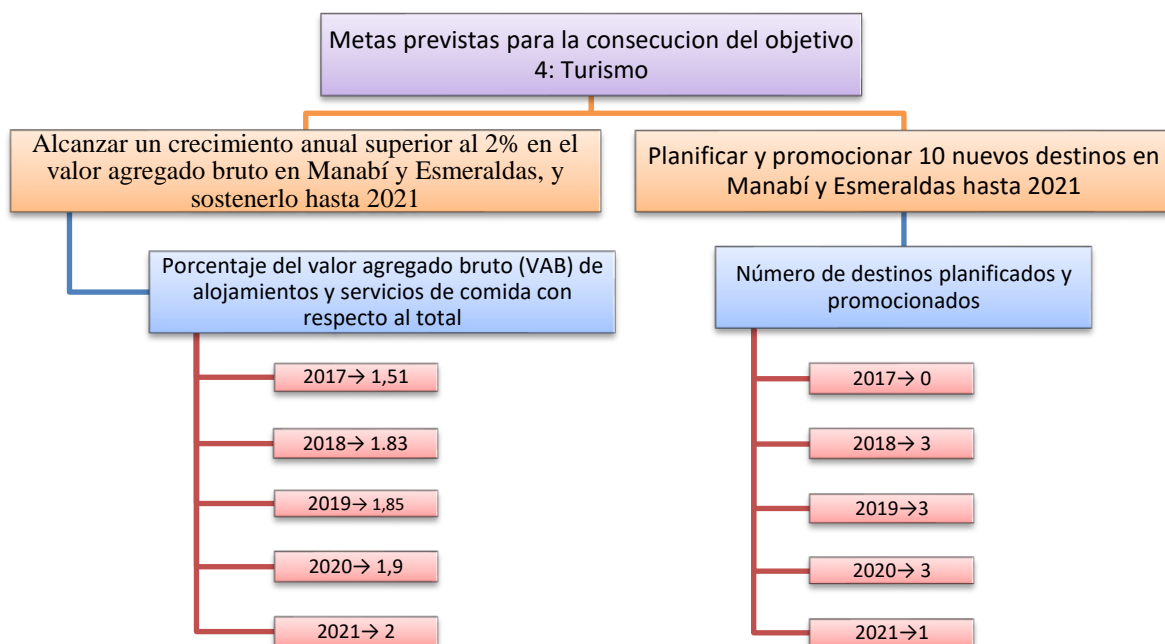 Metas previstas para la consecucion del objetivo
4: Turismo
Alcanzar un crecimiento anual superior al 2% en el
valor agregado bruto en Manabí y Esmeraldas, y
sostenerlo hasta 2021
Porcentaje del valor agregado bruto (VAB) de
alojamientos y servicios de comida con
respecto al total
2017→ 1,51
2018→ 1.83
2019→ 1,85
2020→ 1,9
2021→ 2
Planificar y promocionar 10 nuevos destinos en
Manabí y Esmeraldas hasta 2021
Número de destinos planificados y
promocionados
2017→ 0
2018→ 3
2019→3
2020→ 3
2021→1